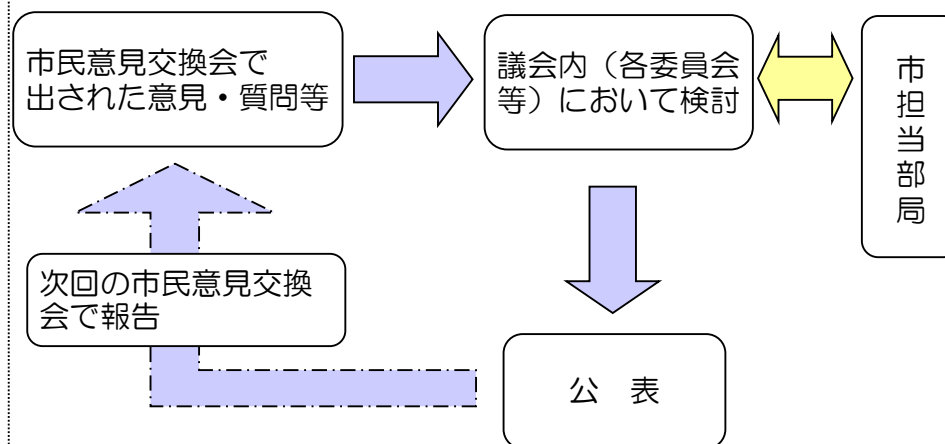 市民意見交換会で
出された意見・質問等
議会内（各委員会
等）において検討
市担当部局
次回の市民意見交換
会で報告
公　表